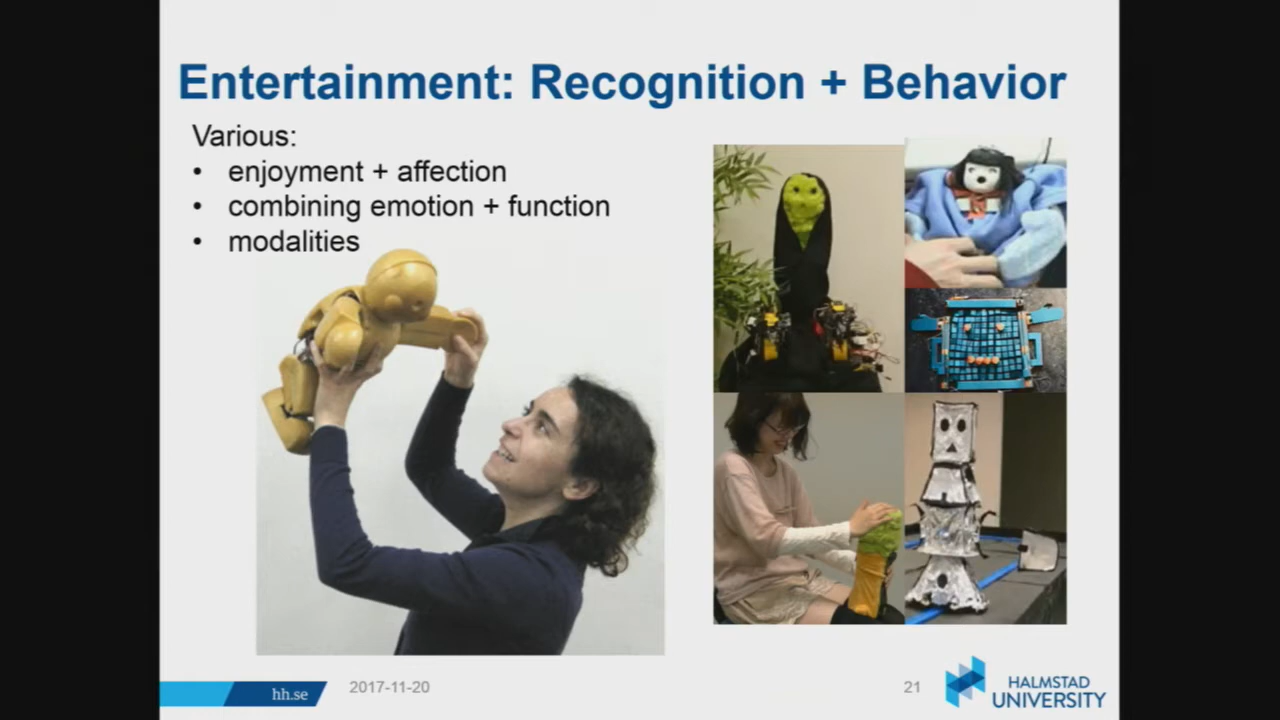 Entertainment: Recognition + Behavior
Various:
• enjoyment + affection
• combining emotion + function
• modalities
hh.se
2017-11-20
21
HALMSTAD
UNIVERSITY